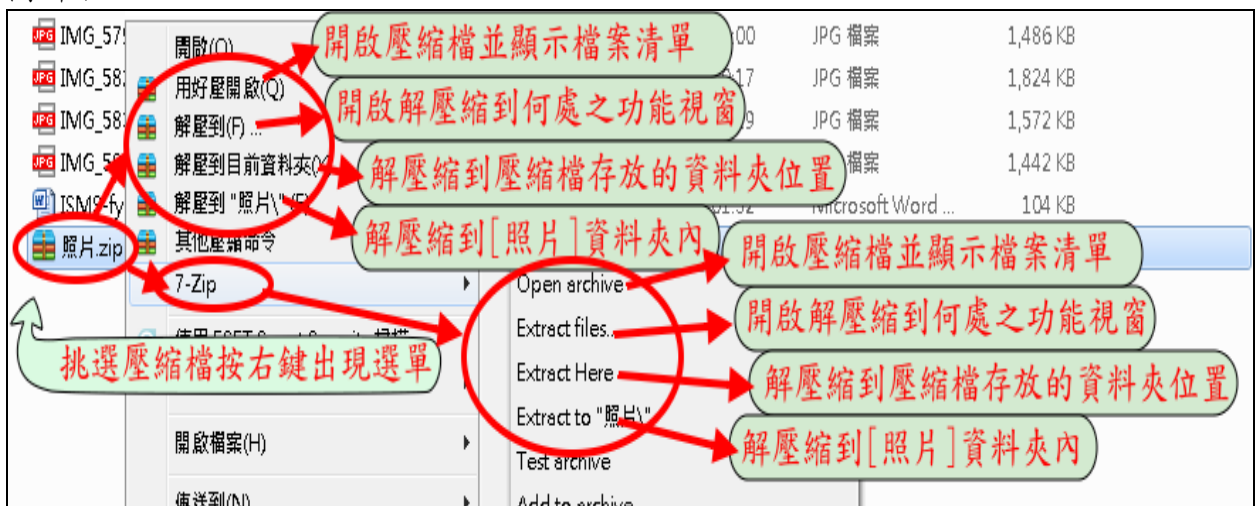 IMG_57
開啟(O)
開啟壓縮檔並顯示檔案清單
:00
JPG 檔案
1,486 KB
IMG_58
用好壓開啟(Q)
:17
JPG 檔案
1,824 KB
IMG_58
解壓到(F) ...
開啟解壓縮到何處之功能視窗
JPG 檔案
1,572 KB
IMG_5
解壓到目前資料夾(X)
解壓縮到壓縮檔存放的資料夾位置
檔案
1,442 KB
ISMS-fy
解壓到 "照片\"
Microsoft Word ...
104 KB
解壓縮到[照片]資料夾內
照片.zip
其他壓縮命令
7-Zip
Open archive
開啟壓縮檔並顯示檔案清單
Extract files..
開啟解壓縮到何處之功能視窗
挑選壓縮檔按右鍵出現選單
Extract Here
解壓縮到壓縮檔存放的資料夾位置
Extract to "照片\"
解壓縮到[照片]資料夾內
開啟檔案(H)
Test archive
傳送到(N)
Add to archive